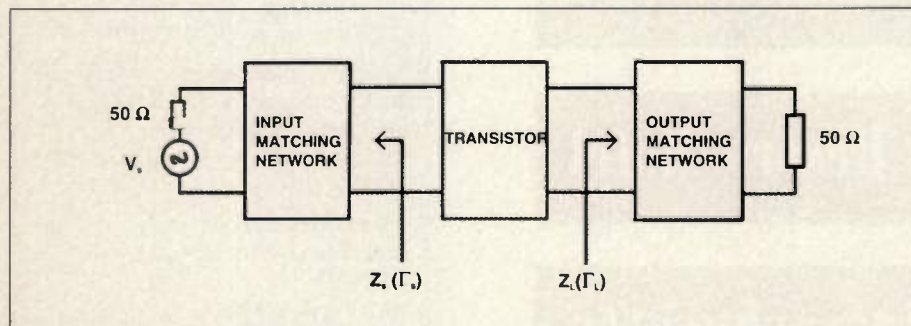 50 Ω
Vs
INPUT
MATCHING
NETWORK
TRANSISTOR
OUTPUT
MATCHING
NETWORK
50 Ω
Zs(Γs)
ZL(ΓL)